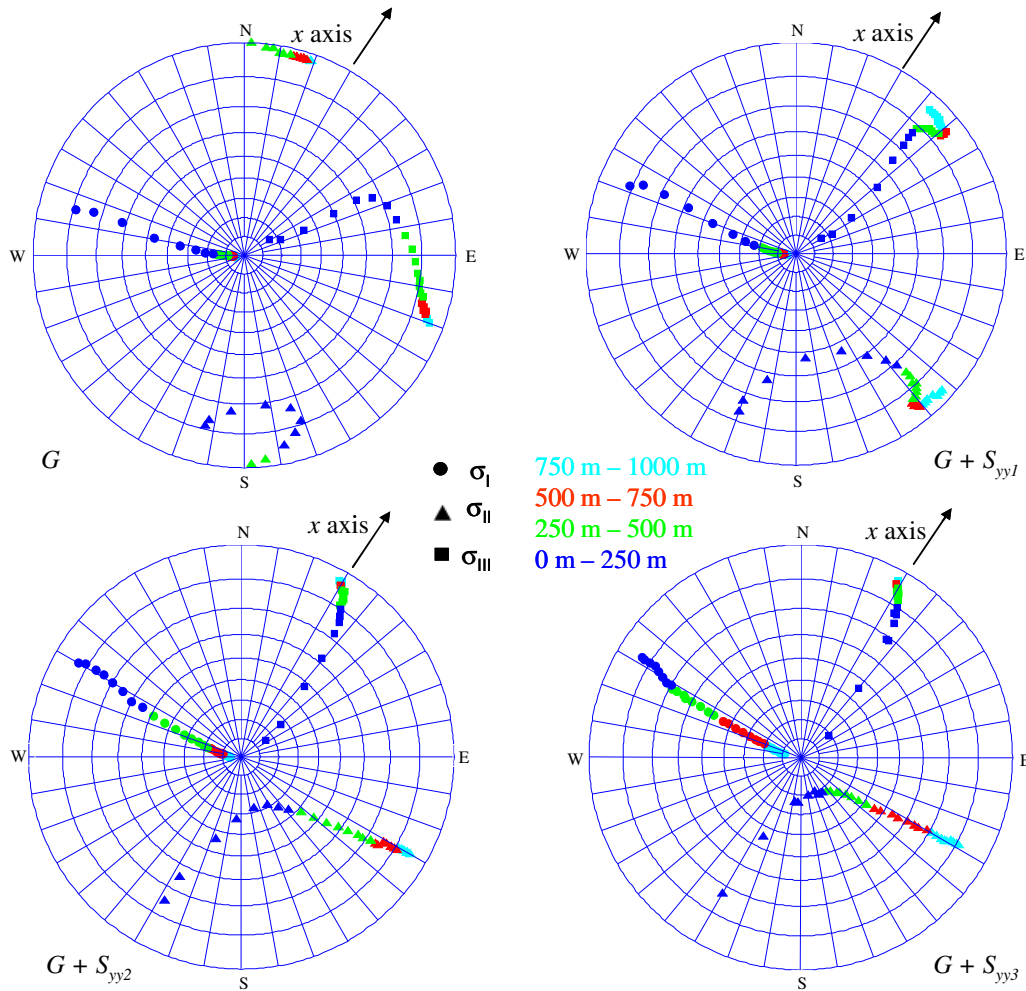 N
x axis
W
E
S
G
N
x axis
W
E
S
G + Syy1
σI
σII
σIII
750 m – 1000 m
500 m – 750 m
250 m – 500 m
0 m – 250 m
N
x axis
W
E
S
G + Syy2
N
x axis
W
E
S
G + Syy3